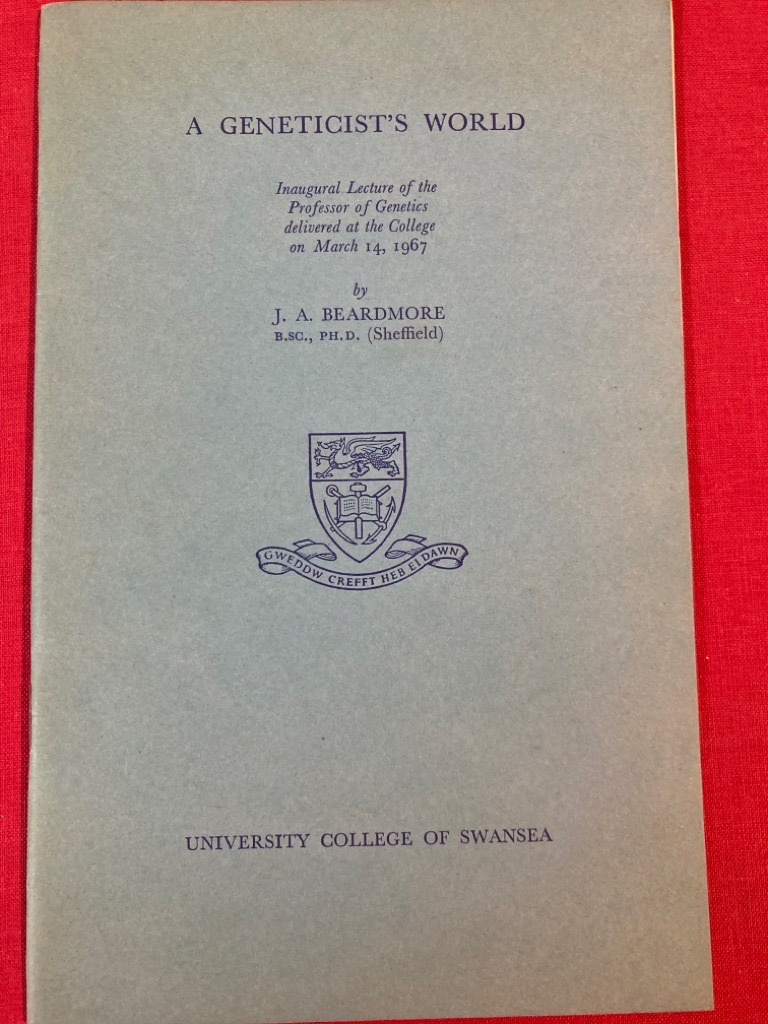 A GENETICIST'S WORLD
Inaugural Lecture of the
Professor of Genetics
delivered at the College
on March 14, 1967
by
J. A. BEARDMORE
B.SC., PH.D. (Sheffield)
GWEDDW CREFFT HEB EI DAWN
UNIVERSITY COLLEGE OF SWANSEA